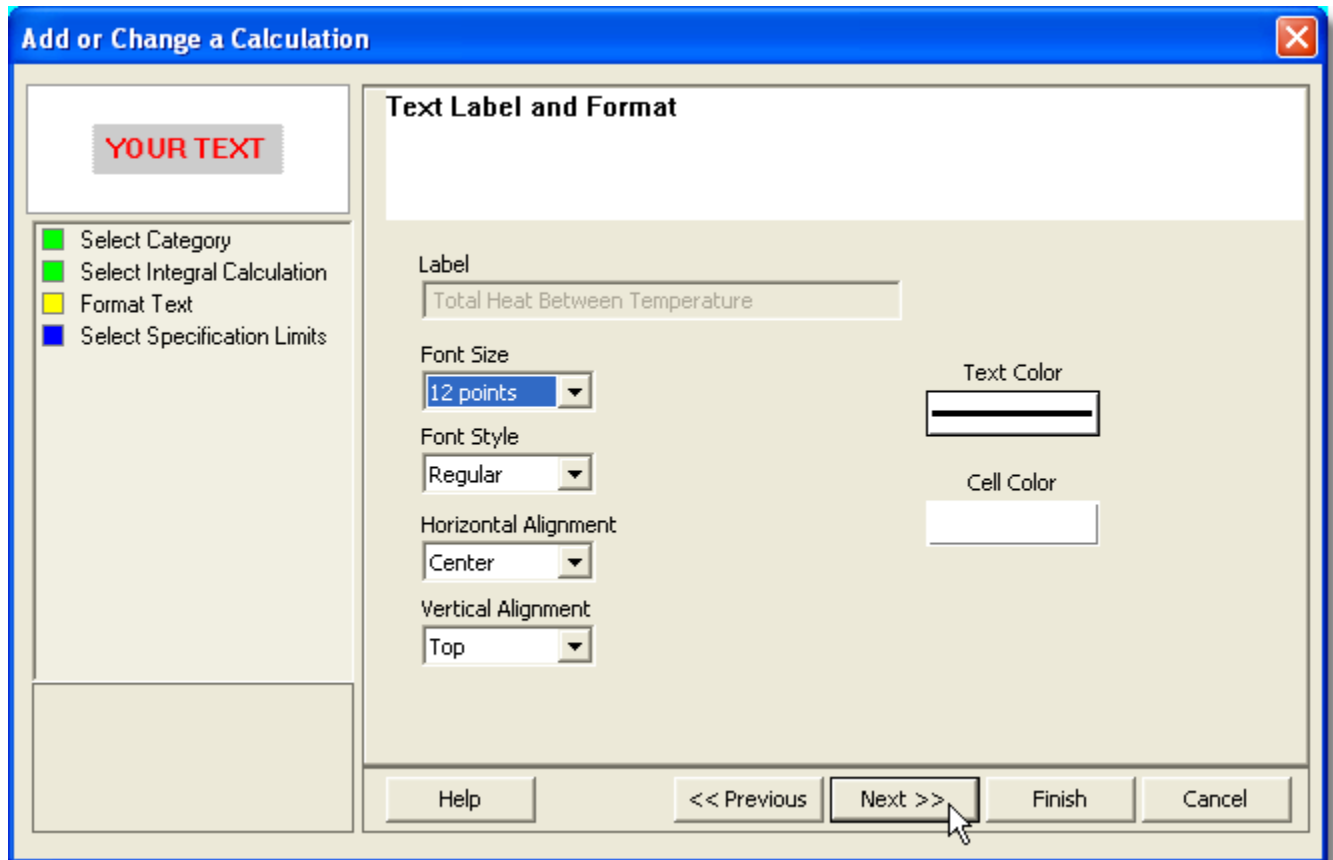 Add or Change a Calculation
YOUR TEXT
Select Category
Select Integral Calculation
Format Text
Select Specification Limits
Text Label and Format
Label
Total Heat Between Temperature
Font Size
12 points
Font Style
Regular
Horizontal Alignment
Center
Vertical Alignment
Top
Text Color
Cell Color
Help
<< Previous
Next >>
Finish
Cancel